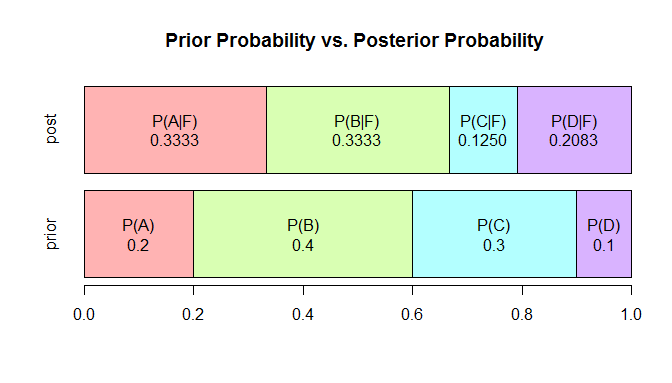 Prior Probability vs. Posterior Probability
post
P(A|F)
0.3333
P(B|F)
0.3333
P(C|F)
0.1250
P(D|F)
0.2083
prior
P(A)
0.2
P(B)
0.4
P(C)
0.3
P(D)
0.1
0.0 0.2 0.4 0.6 0.8 1.0